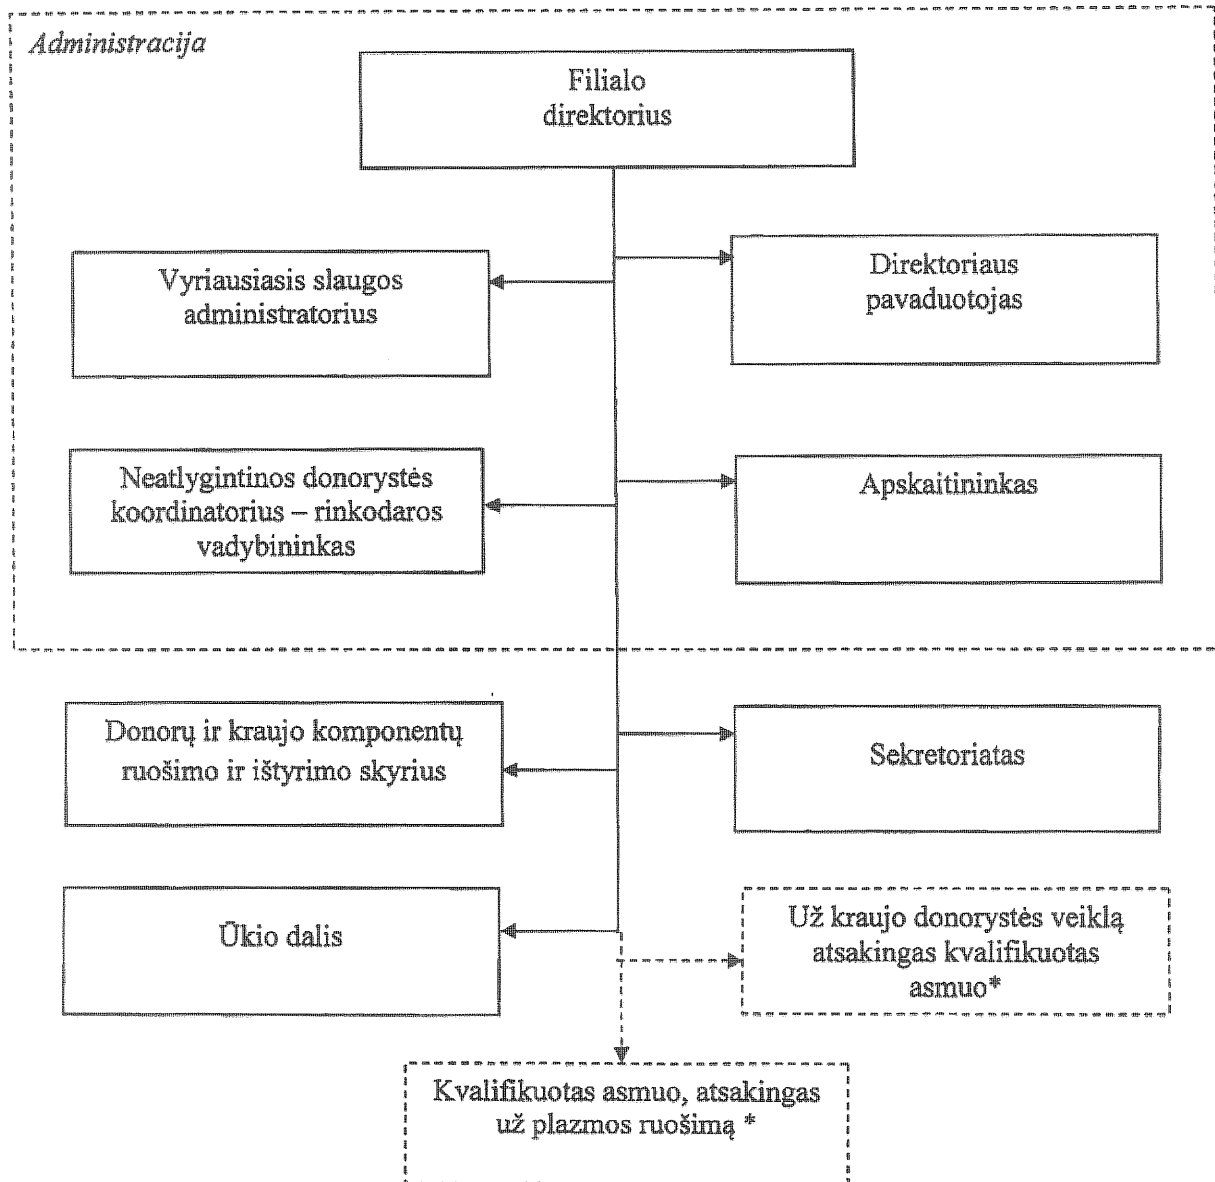 Administracija
Filialo
direktorius
Vyriausiasis slaugos
administratorius
Direktoriaus
pavaduotojas
Neatlygintinos donorystės
koordinatorius – rinkodaros
vadybininkas
Apskaitininkas
Donorų ir kraujo komponentų
ruošimo ir ištyrimo skyrius
Sekretoriatas
Ūkio dalis
Už kraujo donorystės veiklą
atsakingas kvalifikuotas
asmuo*
Kvalifikuotas asmuo, atsakingas
už plazmos ruošimą *